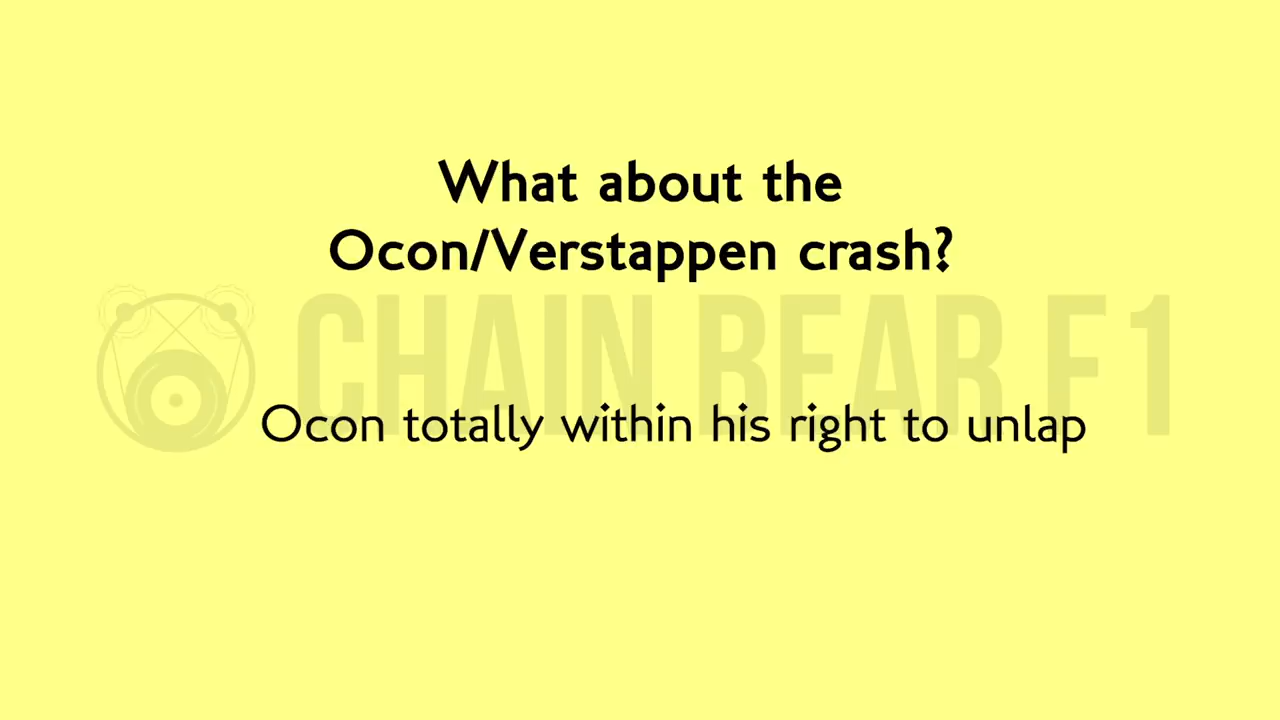 What about the
Ocon/Verstappen crash?
CHAIN BEAR F1
Ocon totally within his right to unlap